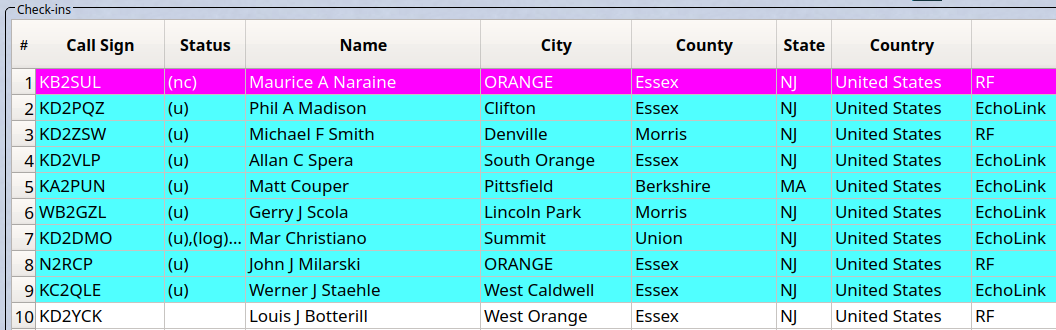 Check-ins
# Call Sign Status Name City County State Country
1 KB2SUL (nc) Maurice A Naraine ORANGE Essex NJ United States RF
2 KD2PQZ (u) Phil A Madison Clifton Essex NJ United States EchoLink
3 KD2ZSW (u) Michael F Smith Denville Morris NJ United States RF
4 KD2VLP (u) Allan C Spera South Orange Essex NJ United States EchoLink
5 KA2PUN (u) Matt Couper Pittsfield Berkshire MA United States EchoLink
6 WB2GZL (u) Gerry J Scola Lincoln Park Morris NJ United States EchoLink
7 KD2DMO (u),(log)... Mar Christiano Summit Union NJ United States EchoLink
8 N2RCP (u) John J Milarski ORANGE Essex NJ United States RF
9 KC2QLE (u) Werner J Staehle West Caldwell Essex NJ United States EchoLink
10 KD2YCK Louis J Botterill West Orange Essex NJ United States RF